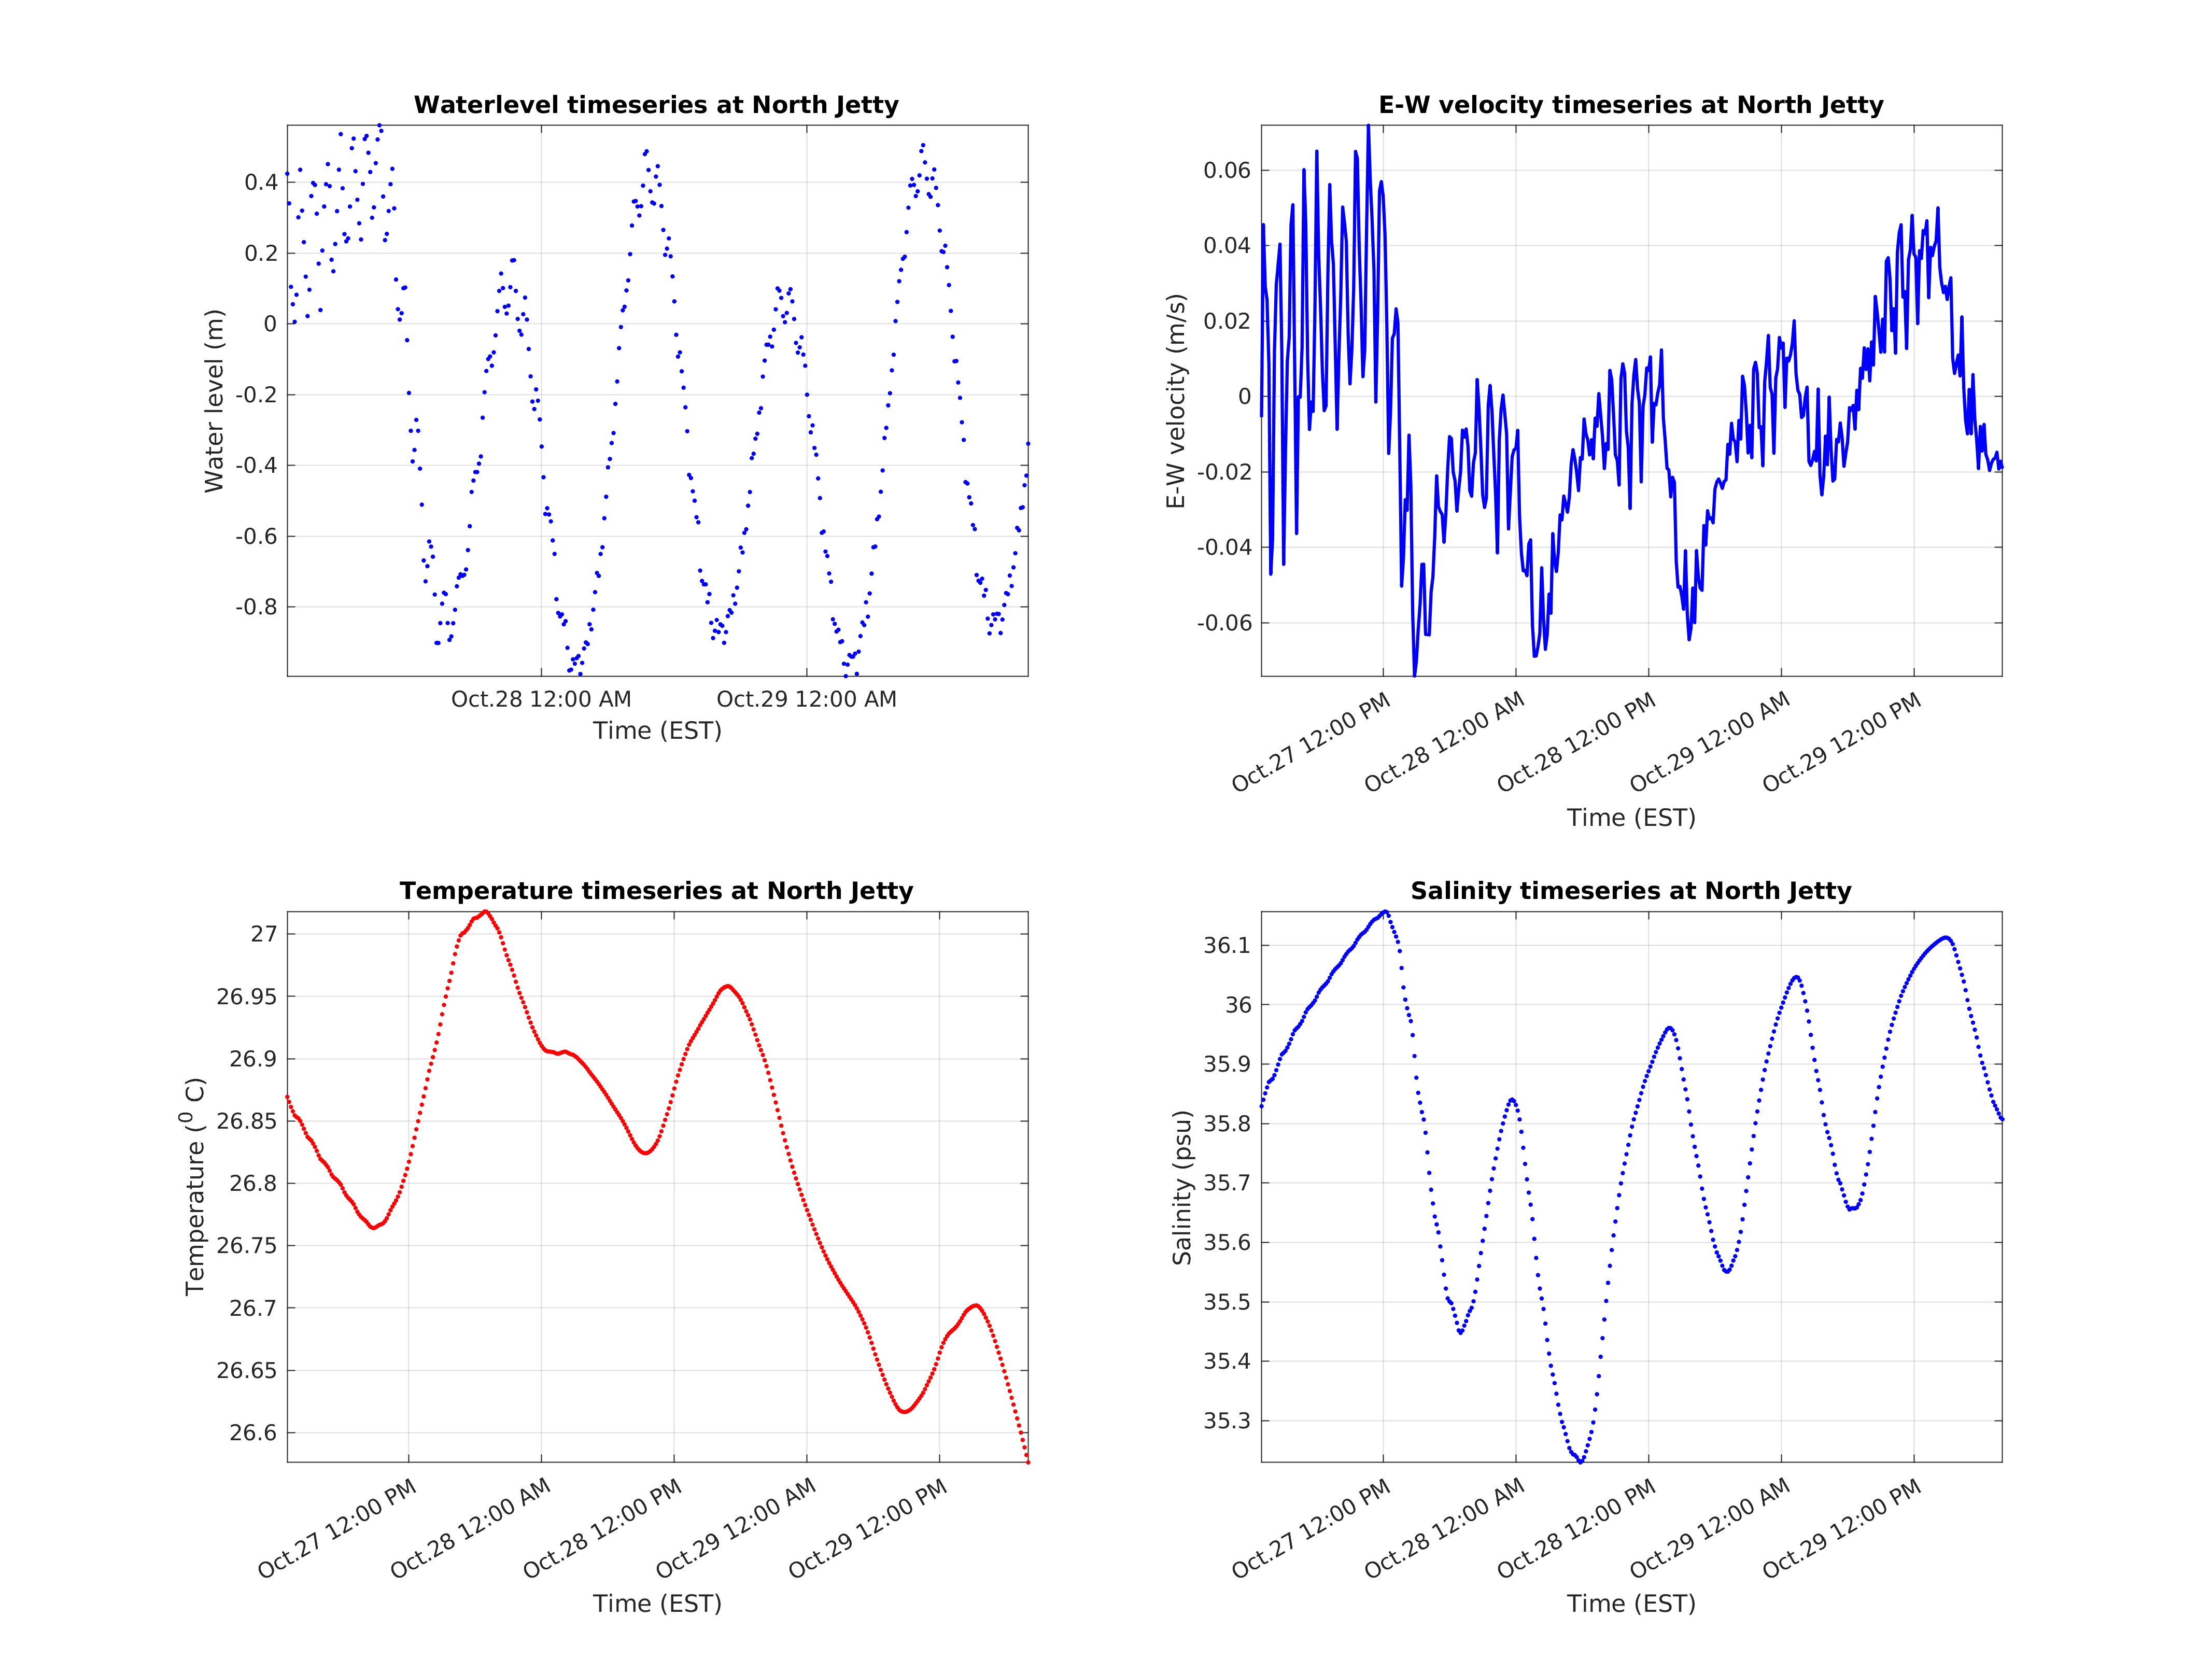 Waterlevel timeseries at North Jetty
0.4
0.2
0
-0.2
-0.4
-0.6
-0.8
Water level (m)
Oct.28 12:00 AM
Oct.29 12:00 AM
Time (EST)
E-W velocity timeseries at North Jetty
0.06
0.04
0.02
0
-0.02
-0.04
-0.06
E-W velocity (m/s)
Oct.27 12:00 PM
Oct.28 12:00 AM
Oct.28 12:00 PM
Oct.29 12:00 AM
Oct.29 12:00 PM
Time (EST)
Temperature timeseries at North Jetty
27
26.95
26.9
26.85
26.8
26.75
26.7
26.65
26.6
Temperature (⁰ C)
Oct.27 12:00 PM
Oct.28 12:00 AM
Oct.28 12:00 PM
Oct.29 12:00 AM
Oct.29 12:00 PM
Time (EST)
Salinity timeseries at North Jetty
36.1
36
35.9
35.8
35.7
35.6
35.5
35.4
35.3
Salinity (psu)
Oct.27 12:00 PM
Oct.28 12:00 AM
Oct.28 12:00 PM
Oct.29 12:00 AM
Oct.29 12:00 PM
Time (EST)